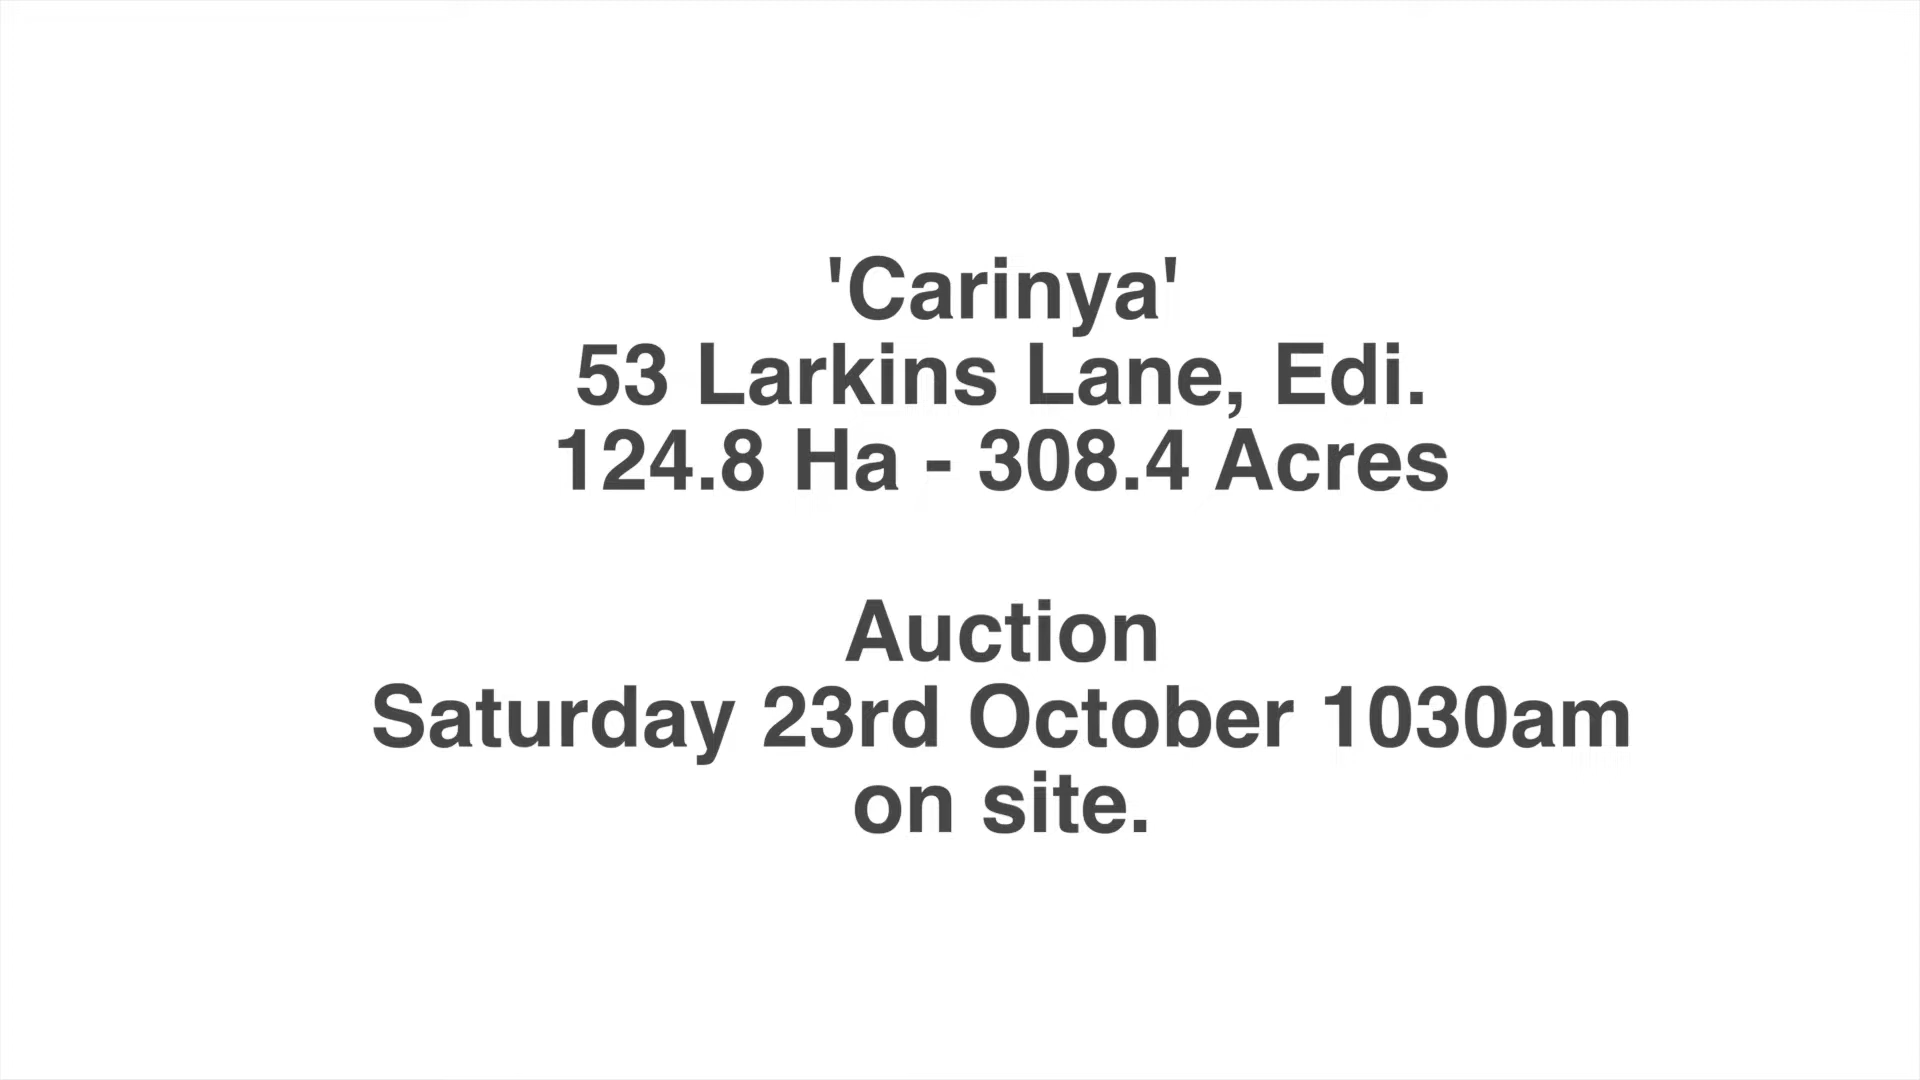 'Carinya'
53 Larkins Lane, Edi.
124.8 Ha - 308.4 Acres
Auction
Saturday 23rd October 1030am
on site.